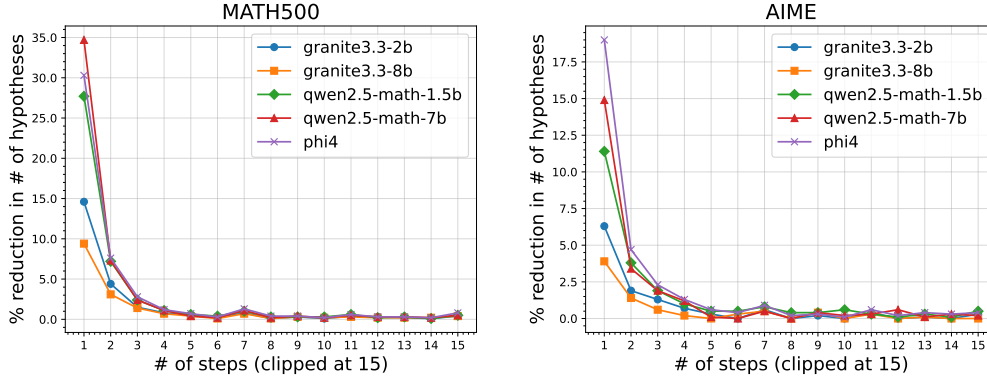 MATH500
% reduction in # of hypotheses
35.0
30.0
25.0
20.0
15.0
10.0
5.0
0.0
granite3.3-2b
granite3.3-8b
qwen2.5-math-1.5b
qwen2.5-math-7b
phi4
1 2 3 4 5 6 7 8 9 10 11 12 13 14 15
# of steps (clipped at 15)
AIME
% reduction in # of hypotheses
17.5
15.0
12.5
10.0
7.5
5.0
2.5
0.0
granite3.3-2b
granite3.3-8b
qwen2.5-math-1.5b
qwen2.5-math-7b
phi4
1 2 3 4 5 6 7 8 9 10 11 12 13 14 15
# of steps (clipped at 15)